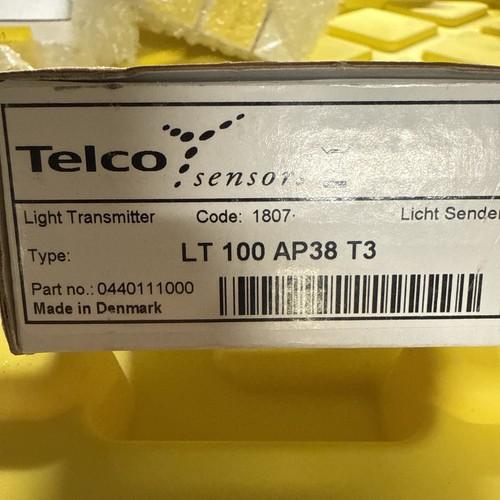 Telco sensors
Light Transmitter Code: 1807 Licht Sender
Type: LT 100 AP38 T3
Part no.: 0440111000
Made in Denmark